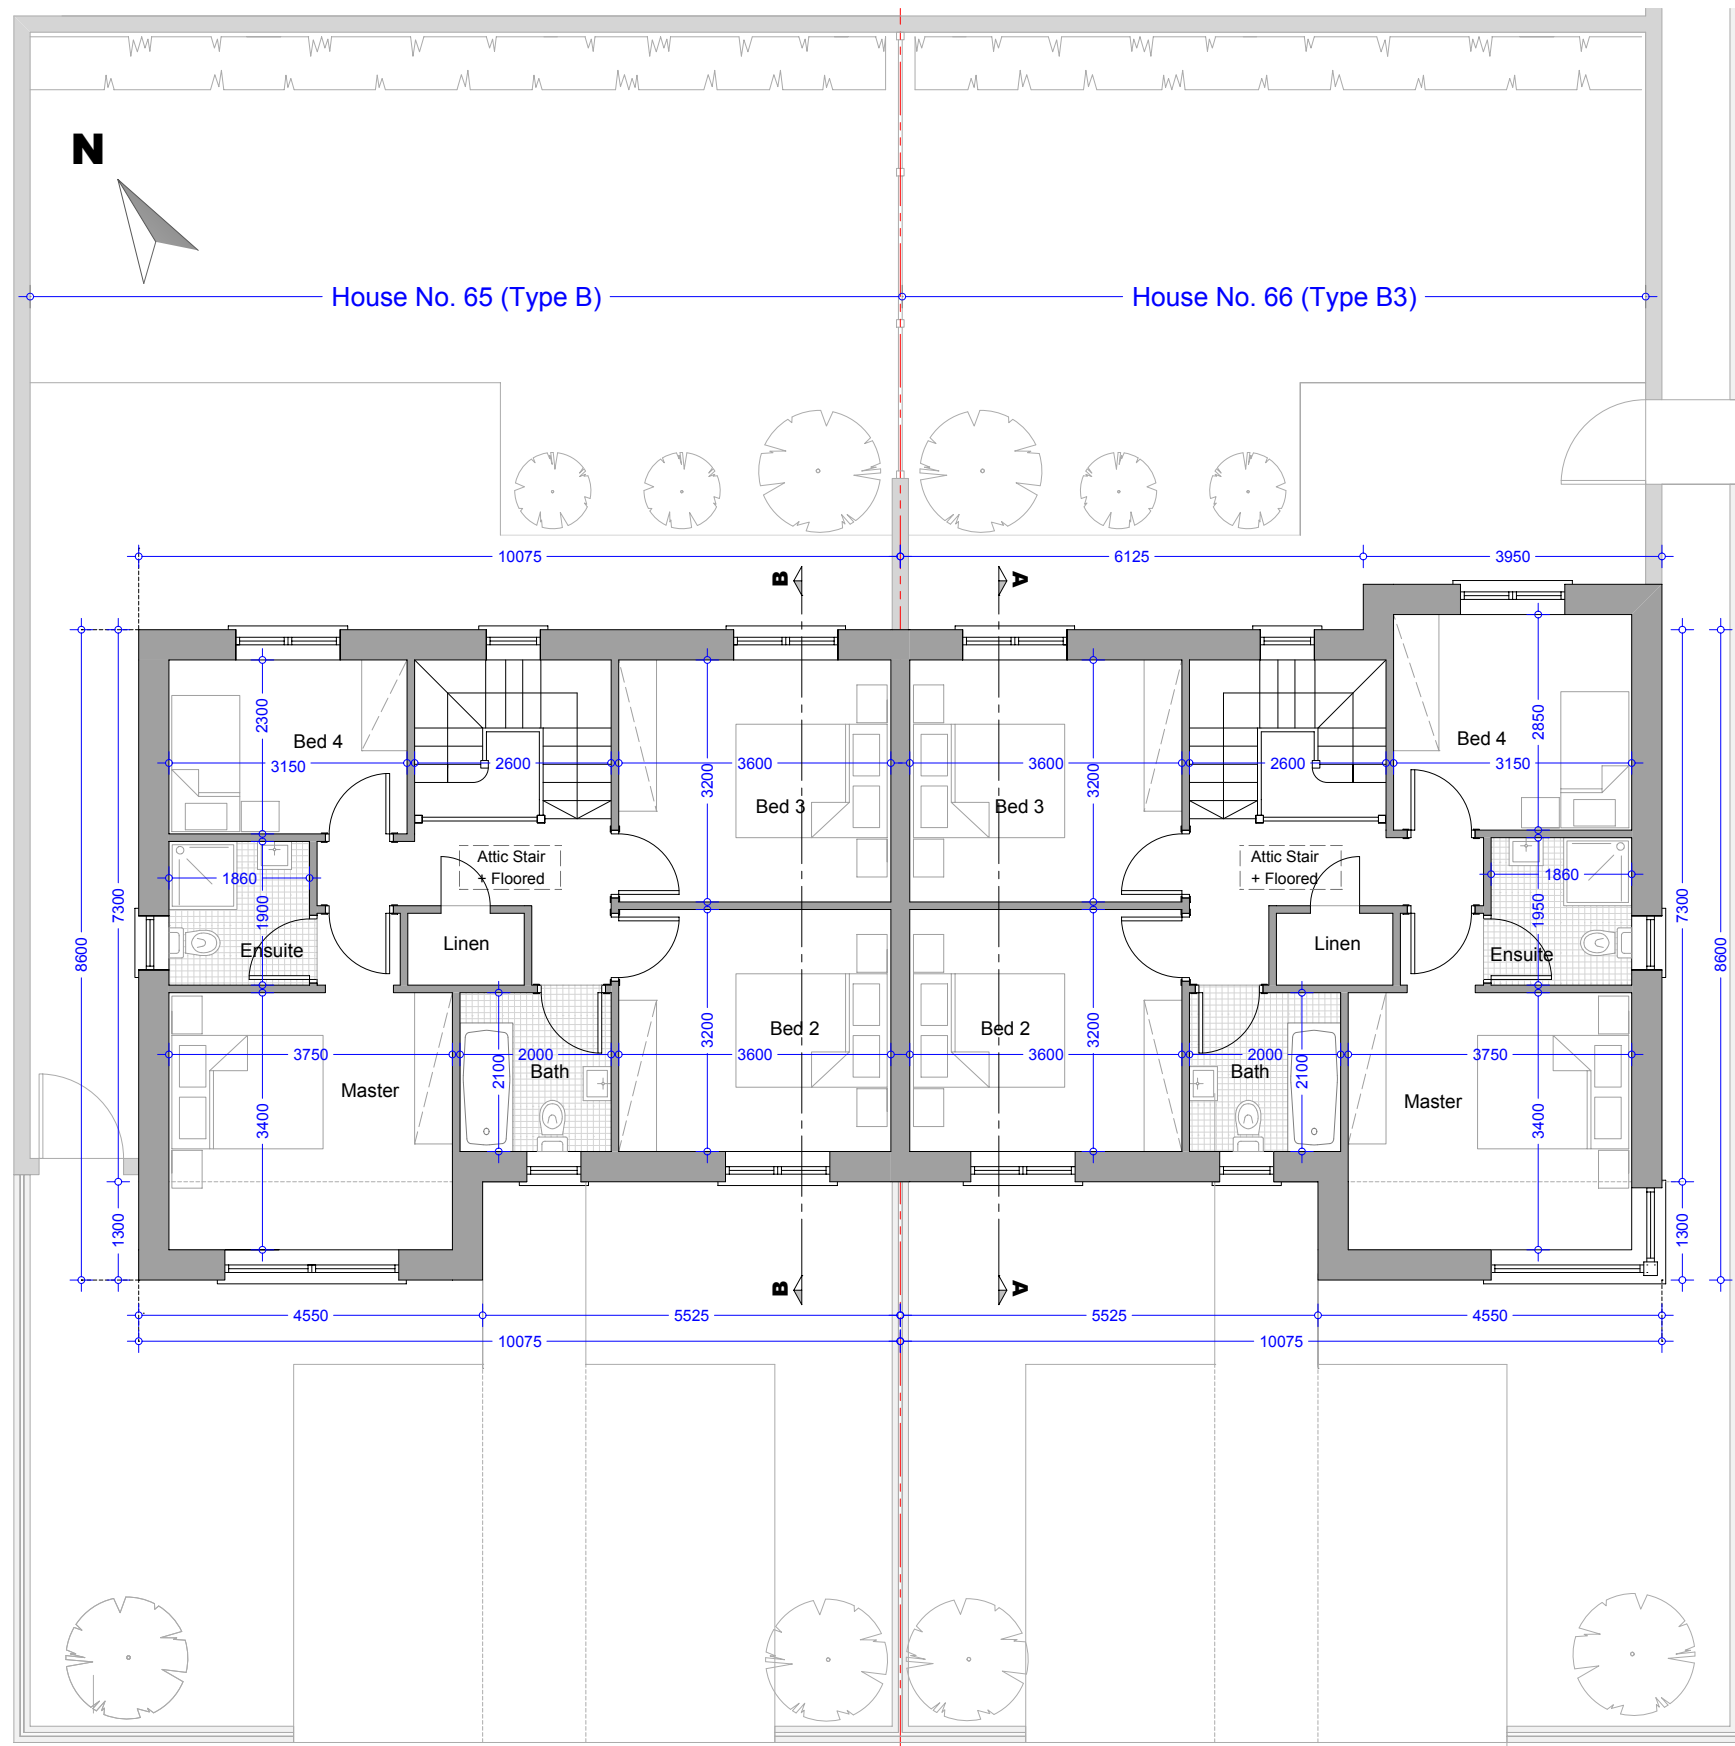 N
House No. 65 (Type B)
House No. 66 (Type B3)
10075
6125
3950
B
A
2300
Bed 4
3150
2600
3600
3200
Bed 3
3600
3200
Bed 3
2600
Bed 4
2850
3150
Attic Stair
+ Floored
Attic Stair
+ Floored
1860
1900
Ensuite
Linen
1860
1950
Ensuite
Linen
7300
8600
7300
8600
3750
Master
3400
2000
Bath
2100
Bed 2
3200
3600
Bed 2
3200
3600
2000
Bath
2100
3750
Master
3400
1300
1300
B
A
4550
5525
5525
4550
10075
10075